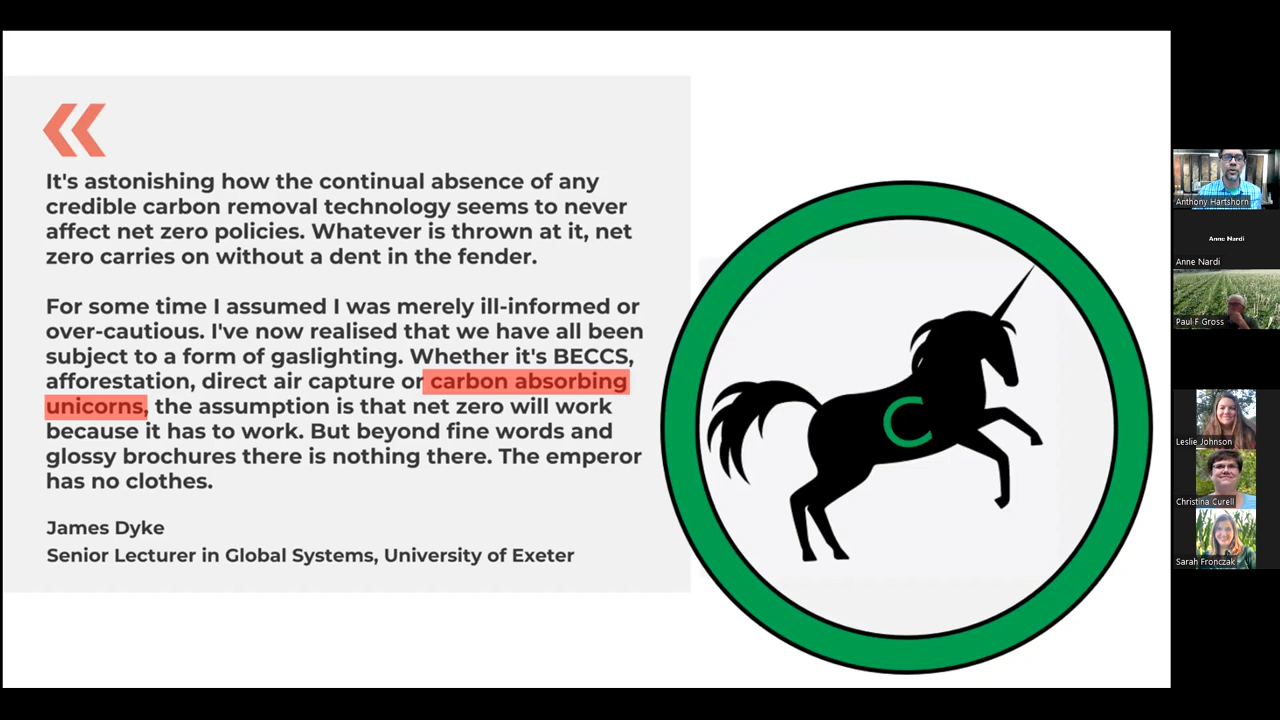 It's astonishing how the continual absence of any
credible carbon removal technology seems to never
affect net zero policies. Whatever is thrown at it, net
zero carries on without a dent in the fender.
For some time I assumed I was merely ill-informed or
over-cautious. I've now realised that we have all been
subject to a form of gaslighting. Whether it's BECCS,
afforestation, direct air capture or carbon absorbing
unicorns, the assumption is that net zero will work
because it has to work. But beyond fine words and
glossy brochures there is nothing there. The emperor
has no clothes.
James Dyke
Senior Lecturer in Global Systems, University of Exeter
C
Anthony Hartshorn
Anne Nardi
Anne Nardi
Paul F Gross
Leslie Johnson
Christina Curell
Sarah Fronczak